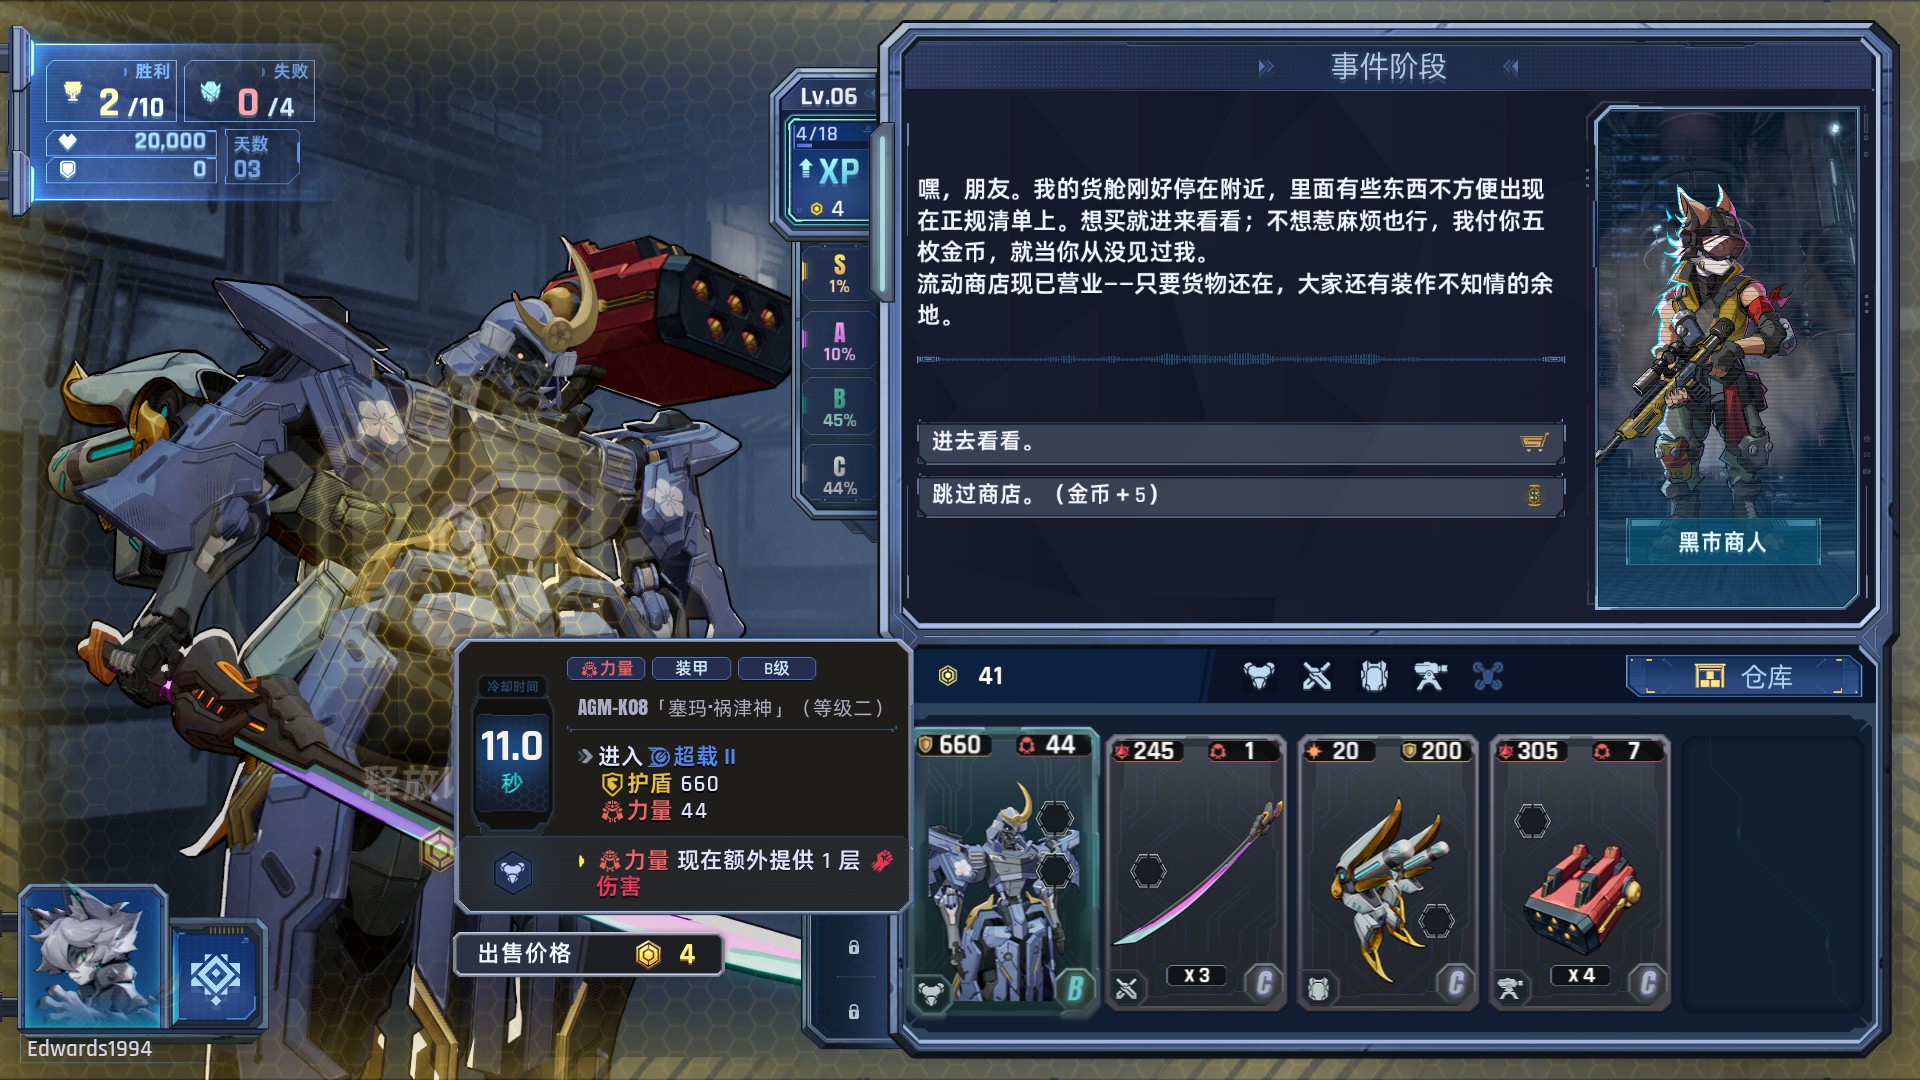 胜利
2 /10
失败
0 /4
20,000
0
天数
03
Lv.06
4/18
XP
4
S
1%
A
10%
B
45%
C
44%
事件阶段
嘿，朋友。我的货舱刚好停在附近，里面有些东西不方便出现
在正规清单上。想买就进来看看；不想惹麻烦也行，我付你五
枚金币，就当你从没见过我。
流动商店现已营业——只要货物还在，大家还有装作不知情的余
地。
进去看看。
跳过商店。（金币+5）
黑市商人
41
仓库
力量
装甲
B级
冷却时间
11.0
秒
AGM-K08「塞玛·祸津神」（等级二）
进入 超载 II
护盾 660
力量 44
力量 现在额外提供 1 层
伤害
出售价格 4
释放
660 44
B
245 1
x3
C
20 200
C
305 7
x4
C
Edwards1994